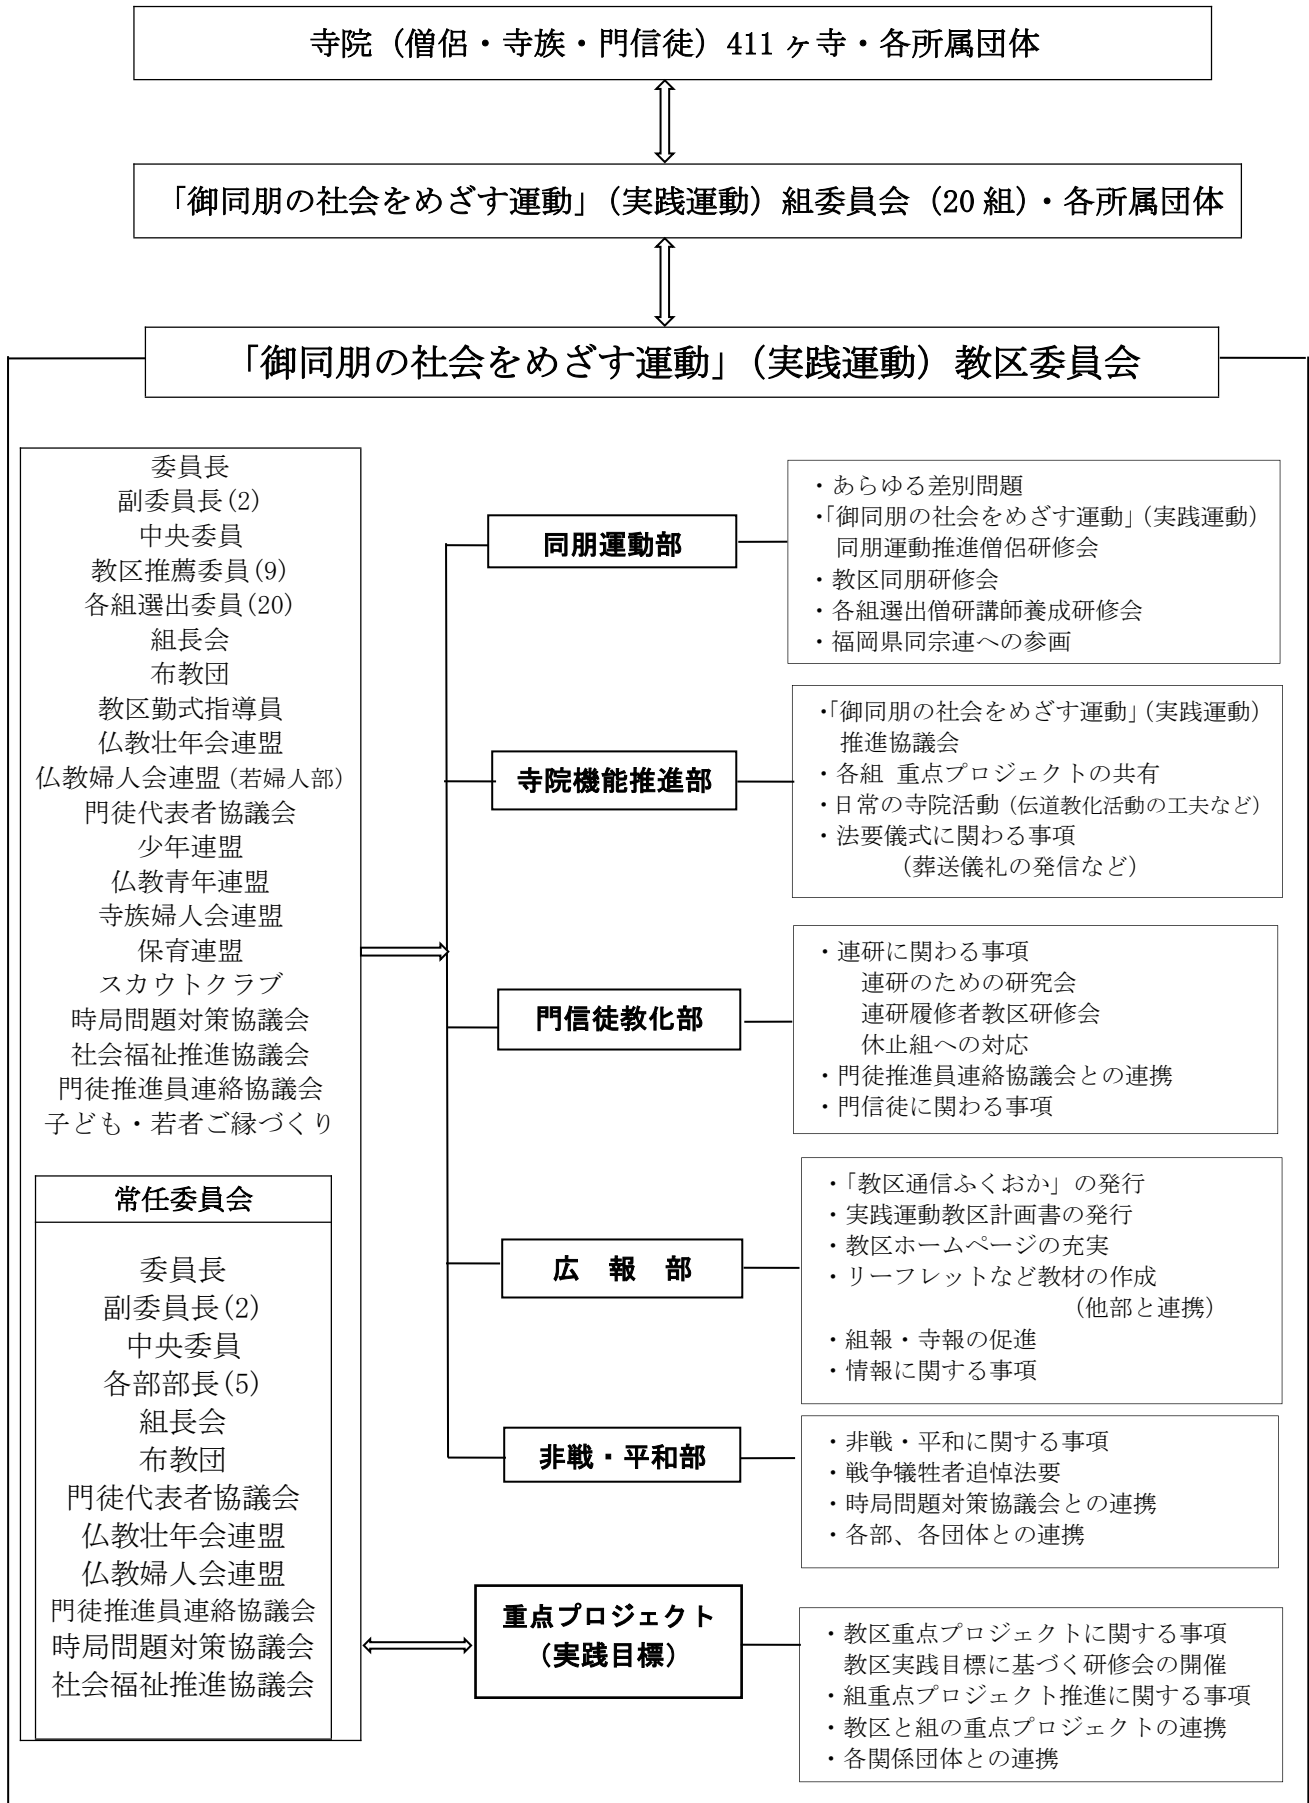 寺院（僧侶・寺族・門信徒）411ヶ寺・各所属団体
「御同朋の社会をめざす運動」（実践運動）組委員会（20組）・各所属団体
「御同朋の社会をめざす運動」（実践運動）教区委員会
委員長
副委員長(2)
中央委員
教区推薦委員(9)
各組選出委員(20)
組長会
布教団
教区勤式指導員
仏教壮年会連盟
仏教婦人会連盟（若婦人部）
門徒代表者協議会
少年連盟
仏教青年連盟
寺族婦人会連盟
保育連盟
スカウトクラブ
時局問題対策協議会
社会福祉推進協議会
門徒推進員連絡協議会
子ども・若者ご縁づくり
常任委員会
委員長
副委員長(2)
中央委員
各部部長(5)
組長会
布教団
門徒代表者協議会
仏教壮年会連盟
仏教婦人会連盟
門徒推進員連絡協議会
時局問題対策協議会
社会福祉推進協議会
同朋運動部
・あらゆる差別問題
・「御同朋の社会をめざす運動」（実践運動）
同朋運動推進僧侶研修会
・教区同朋研修会
・各組選出僧研講師養成研修会
・福岡県同宗連への参画
寺院機能推進部
・「御同朋の社会をめざす運動」（実践運動）
推進協議会
・各組 重点プロジェクトの共有
・日常の寺院活動（伝道教化活動の工夫など）
・法要儀式に関わる事項
（葬送儀礼の発信など）
門信徒教化部
・連研に関わる事項
連研のための研究会
連研履修者教区研修会
休止組への対応
・門徒推進員連絡協議会との連携
・門信徒に関わる事項
広 報 部
・「教区通信ふくおか」の発行
・実践運動教区計画書の発行
・教区ホームページの充実
・リーフレットなど教材の作成
（他部と連携）
・組報・寺報の促進
・情報に関する事項
非戦・平和部
・非戦・平和に関する事項
・戦争犠牲者追悼法要
・時局問題対策協議会との連携
・各部、各団体との連携
重点プロジェクト
（実践目標）
・教区重点プロジェクトに関する事項
教区実践目標に基づく研修会の開催
・組重点プロジェクト推進に関する事項
・教区と組の重点プロジェクトの連携
・各関係団体との連携